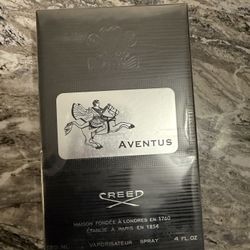 AVENTUS
CREED
MAISON FONDÉE À LONDRES EN 1760
ÉTABLIE À PARIS EN 1854
VAPORISATEUR SPRAY 4 FL.OZ